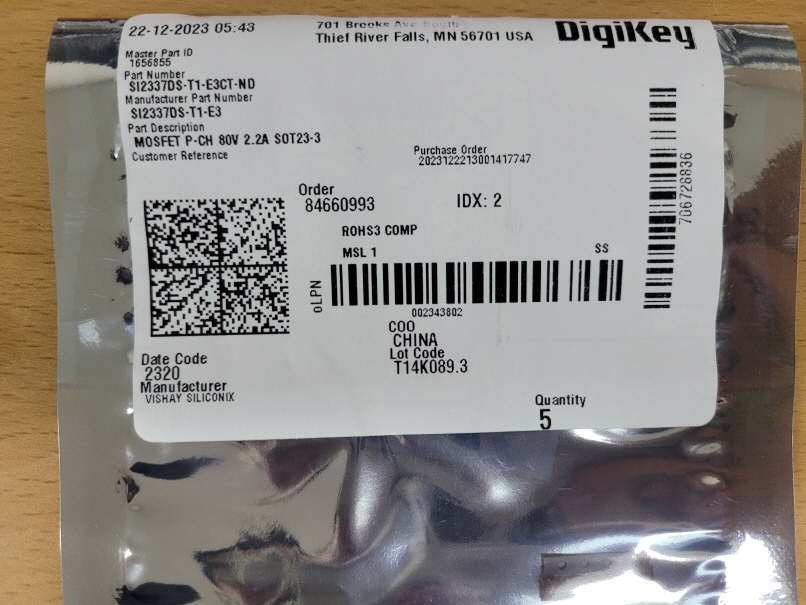 22-12-2023 05:43
701 Brooks Ave South
Thief River Falls, MN 56701 USA
DigiKey
Master Part ID
1656855
Part Number
SI2337DS-T1-E3CT-ND
Manufacturer Part Number
SI2337DS-T1-E3
Part Description
MOSFET P-CH 80V 2.2A SOT23-3
Customer Reference
Purchase Order
2023122213001417747
706728836
Order
84660993
IDX: 2
ROHS3 COMP
MSL 1
SS
oLPN
002343802
COO
CHINA
Lot Code
T14K089.3
Date Code
2320
Manufacturer
VISHAY SILICONIX
Quantity
5